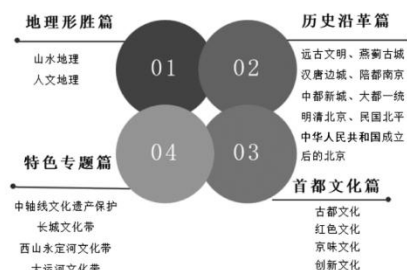 地理形胜篇
山水地理
人文地理
01
02
历史沿革篇
远古文明、燕蓟古城
汉唐边城、陪都南京
中都新城、大都一统
明清北京、民国北平
中华人民共和国成立
后的北京
04
03
特色专题篇
中轴线文化遗产保护
长城文化带
西山永定河文化带
大运河文化带
首都文化篇
古都文化
红色文化
京味文化
创新文化